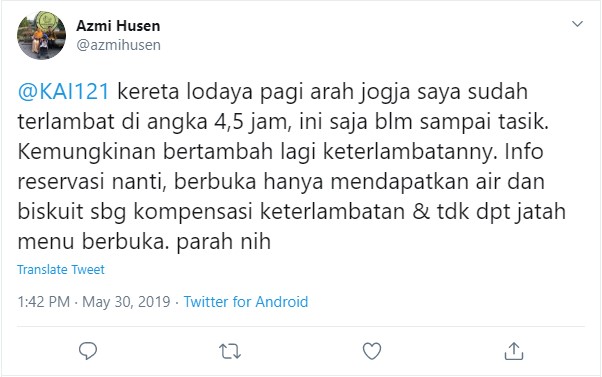 Azmi Husen
@azmihusen
@KAI121 kereta lodaya pagi arah jogja saya sudah
terlambat di angka 4,5 jam, ini saja blm sampai tasik.
Kemungkinan bertambah lagi keterlambatanny. Info
reservasi nanti, berbuka hanya mendapatkan air dan
biskuit sbg kompensasi keterlambatan & tdk dpt jatah
menu berbuka. parah nih
Translate Tweet
1:42 PM · May 30, 2019 · Twitter for Android